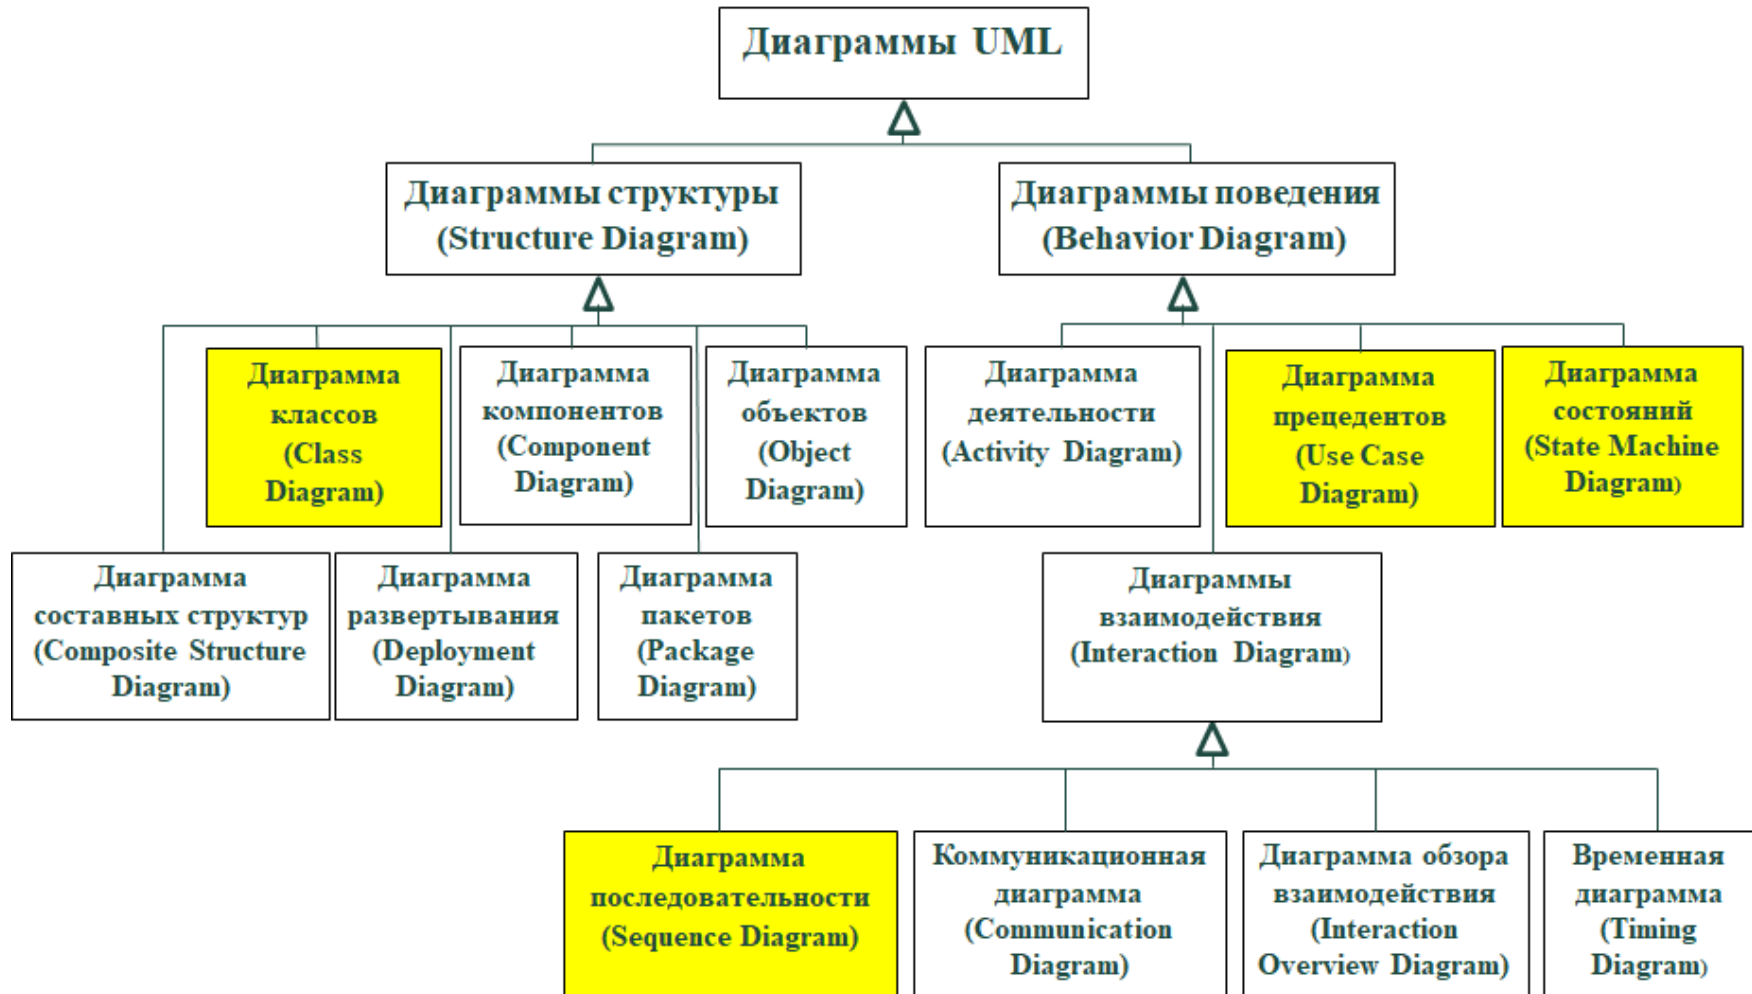 Диаграммы UML
Диаграммы структуры
(Structure Diagram)
Диаграммы поведения
(Behavior Diagram)
Диаграмма
классов
(Class
Diagram)
Диаграмма
компонентов
(Component
Diagram)
Диаграмма
объектов
(Object
Diagram)
Диаграмма
деятельности
(Activity Diagram)
Диаграмма
прецедентов
(Use Case
Diagram)
Диаграмма
состояний
(State Machine
Diagram)
Диаграмма
составных структур
(Composite Structure
Diagram)
Диаграмма
развертывания
(Deployment
Diagram)
Диаграмма
пакетов
(Package
Diagram)
Диаграммы
взаимодействия
(Interaction Diagram)
Диаграмма
последовательности
(Sequence Diagram)
Коммуникационная
диаграмма
(Communication
Diagram)
Диаграмма обзора
взаимодействия
(Interaction
Overview Diagram)
Временная
диаграмма
(Timing
Diagram)